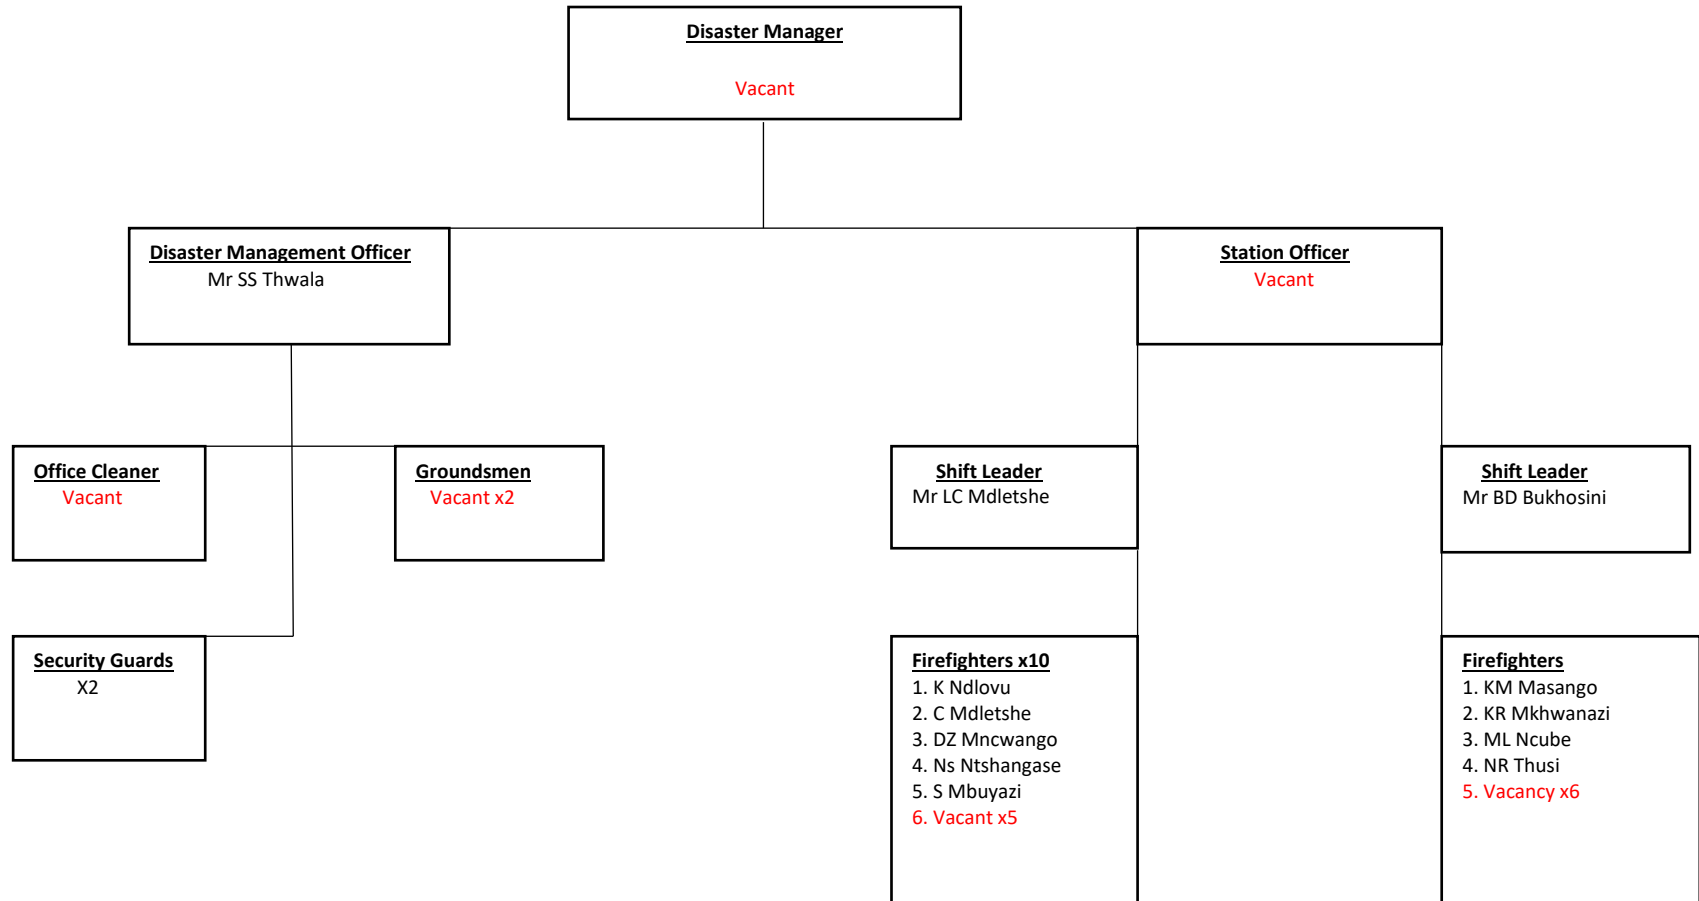 Disaster Manager
Vacant
Disaster Management Officer
Mr SS Thwala
Station Officer
Vacant
Office Cleaner
Vacant
Groundsmen
Vacant x2
Shift Leader
Mr LC Mdletshe
Shift Leader
Mr BD Bukhosini
Security Guards
X2
Firefighters x10
1. K Ndlovu
2. C Mdletshe
3. DZ Mncwango
4. Ns Ntshangase
5. S Mbuyazi
6. Vacant x5
Firefighters
1. KM Masango
2. KR Mkhwanazi
3. ML Ncube
4. NR Thusi
5. Vacancy x6